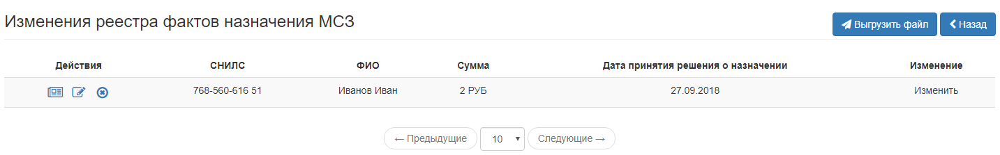 Изменения реестра фактов назначения МСЗ
Выгрузить файл
Назад
Действия СНИЛС ФИО Сумма Дата принятия решения о назначении Изменение
768-560-616 51 Иванов Иван 2 РУБ 27.09.2018 Изменить
← Предыдущие 10 Следующие →